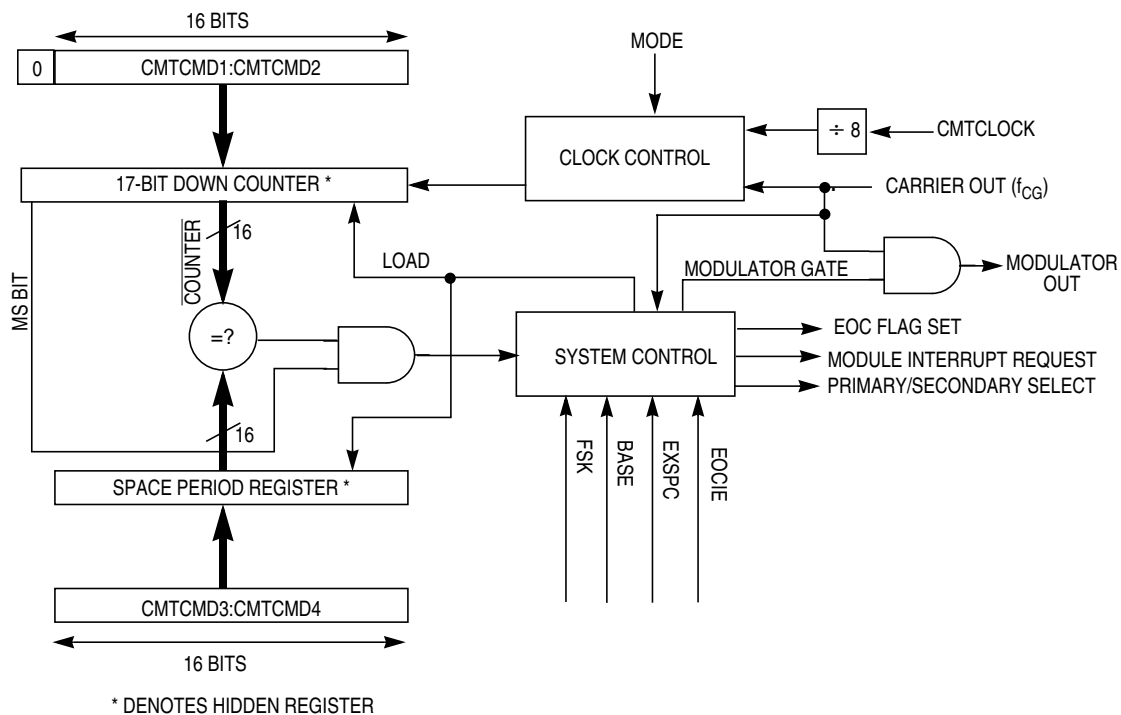 16 BITS
0
CMTCMD1:CMTCMD2
MODE
÷ 8
CMTCLOCK
CLOCK CONTROL
17-BIT DOWN COUNTER *
CARRIER OUT (fCG)
16
COUNTER
MS BIT
LOAD
MODULATOR GATE
MODULATOR
OUT
=?
SYSTEM CONTROL
EOC FLAG SET
MODULE INTERRUPT REQUEST
PRIMARY/SECONDARY SELECT
16
FSK
BASE
EXSPC
EOCIE
SPACE PERIOD REGISTER *
CMTCMD3:CMTCMD4
16 BITS
* DENOTES HIDDEN REGISTER